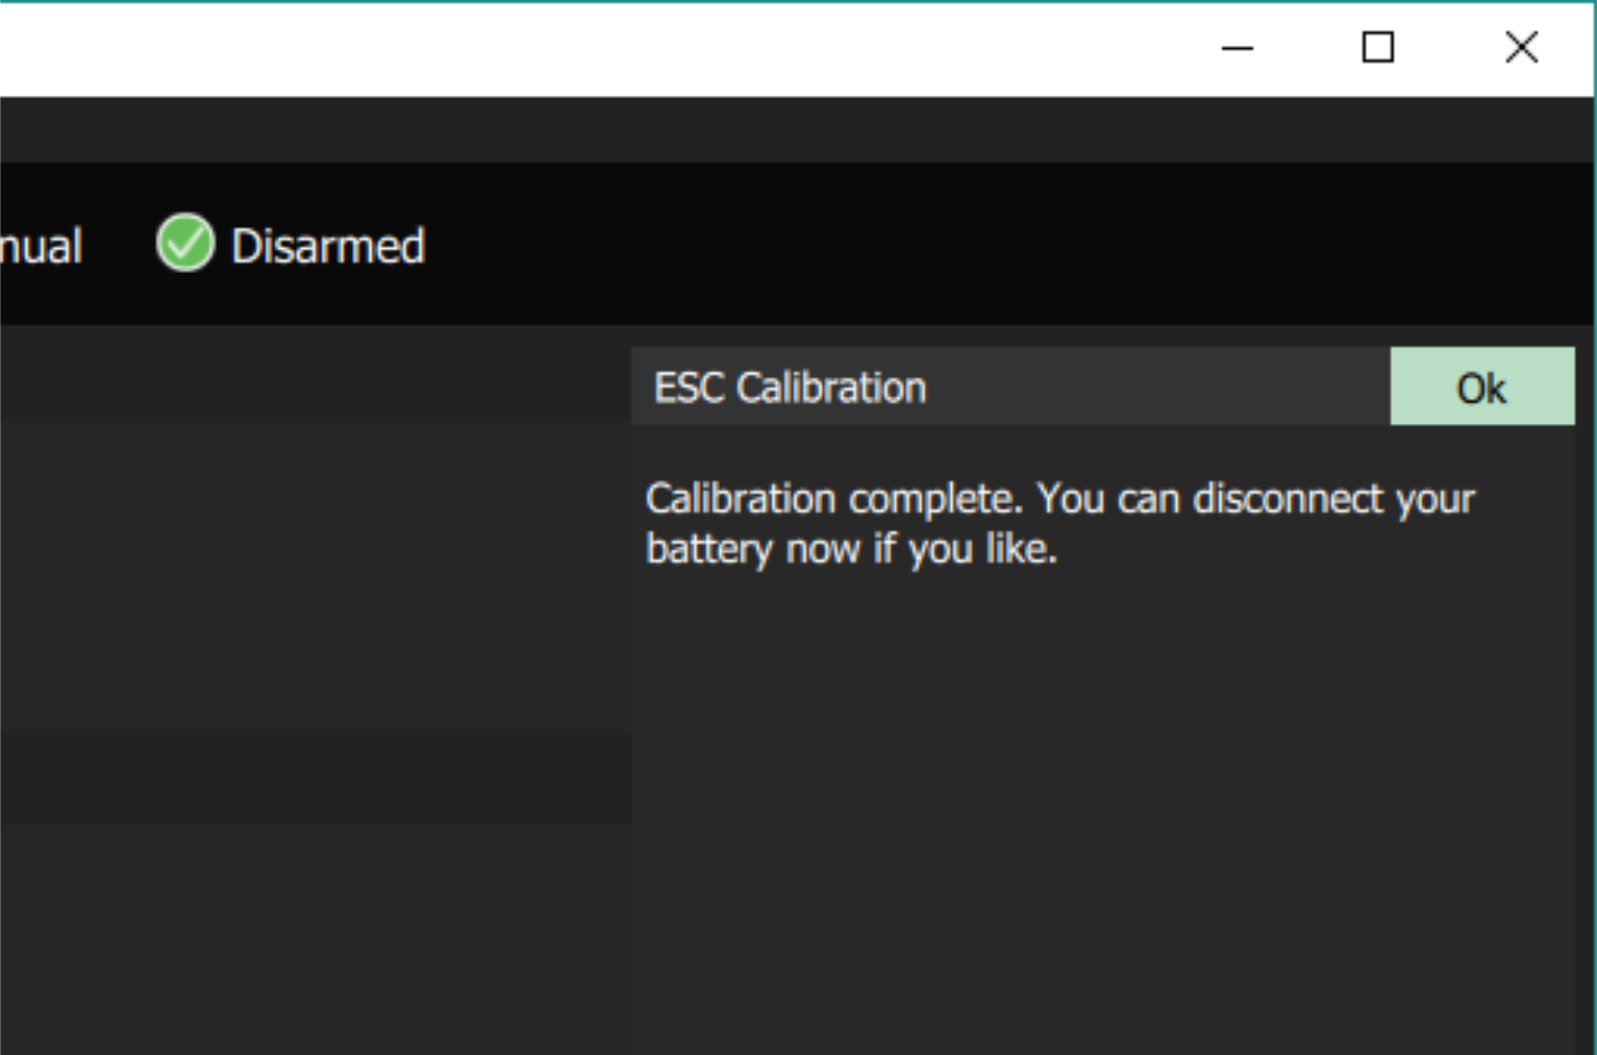 nual
Disarmed
ESC Calibration
Ok
Calibration complete. You can disconnect your
battery now if you like.